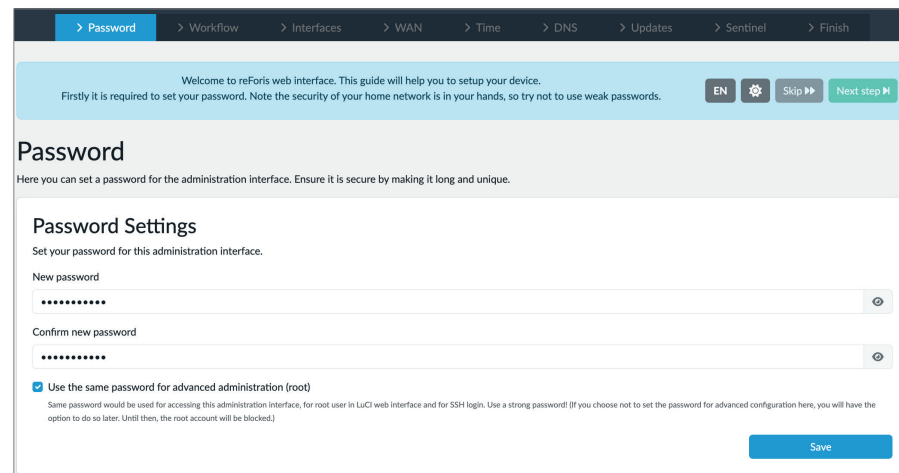 > Password > Workflow > Interfaces > WAN > Time > DNS > Updates > Sentinel > Finish
Welcome to reForis web interface. This guide will help you to setup your device.
Firstly it is required to set your password. Note the security of your home network is in your hands, so try not to use weak passwords.
EN Skip Next step
Password
Here you can set a password for the administration interface. Ensure it is secure by making it long and unique.
Password Settings
Set your password for this administration interface.
New password
•••••••••••
Confirm new password
•••••••••••
Use the same password for advanced administration (root)
Same password would be used for accessing this administration interface, for root user in LuCI web interface and for SSH login. Use a strong password! (If you choose not to set the password for advanced configuration here, you will have the
option to do so later. Until then, the root account will be blocked.)
Save